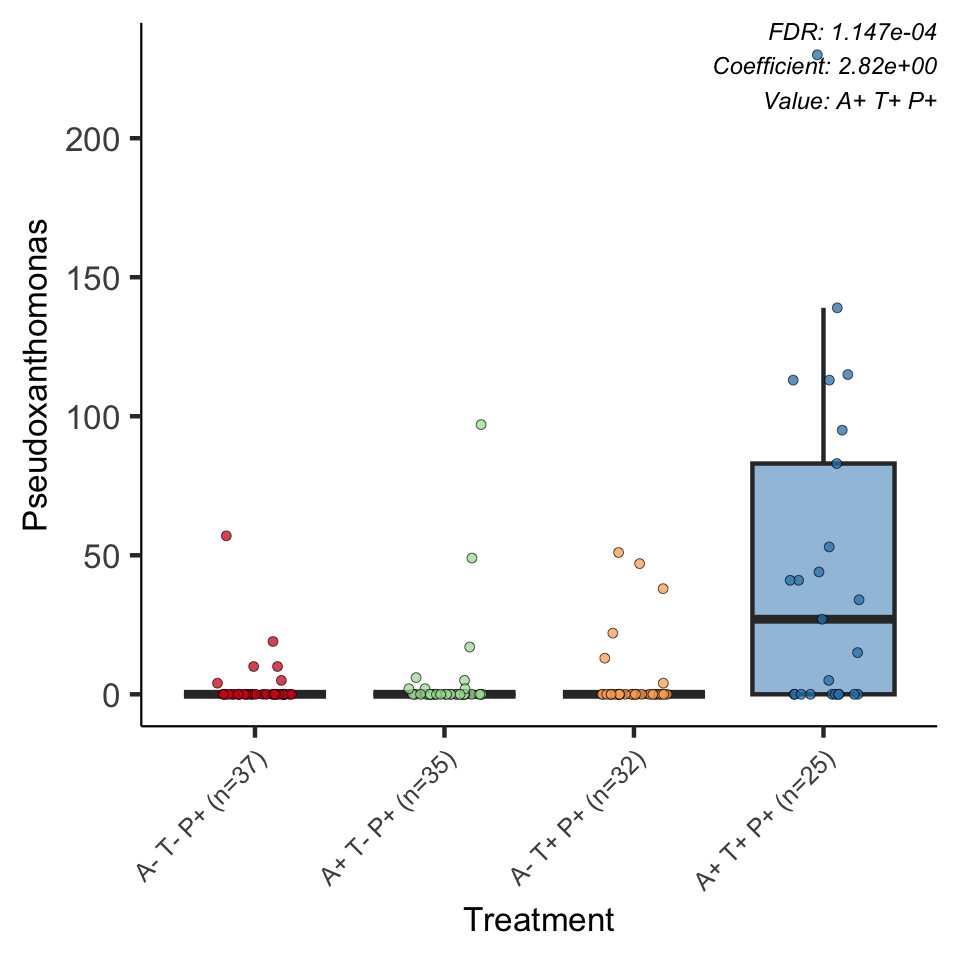 FDR: 1.147e-04
Coefficient: 2.82e+00
Value: A+ T+ P+
200
150
100
50
0
Pseudoxanthomonas
A- T- P+ (n=37)
A+ T- P+ (n=35)
A- T+ P+ (n=32)
A+ T+ P+ (n=25)
Treatment